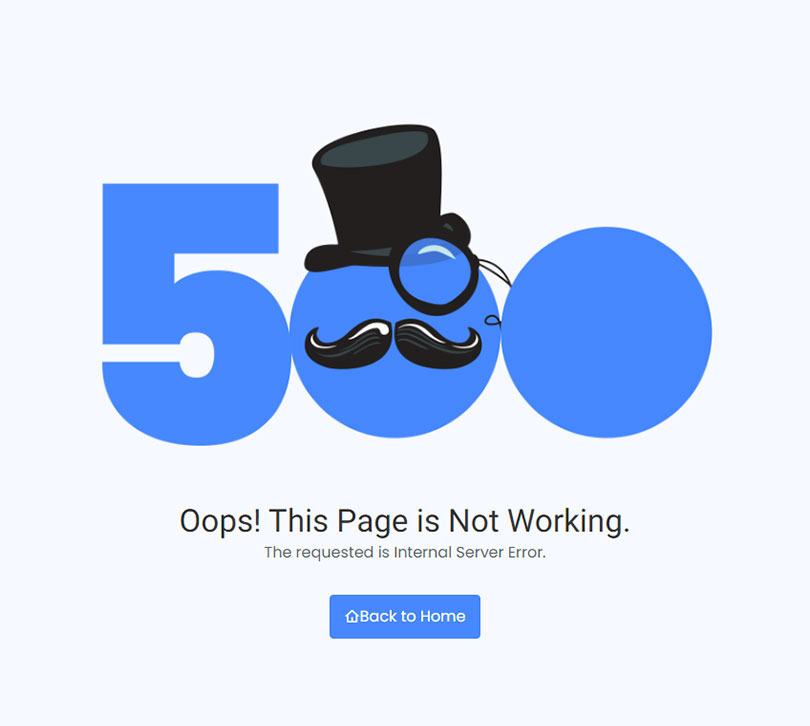 500
Oops! This Page is Not Working.
The requested is Internal Server Error.
Back to Home